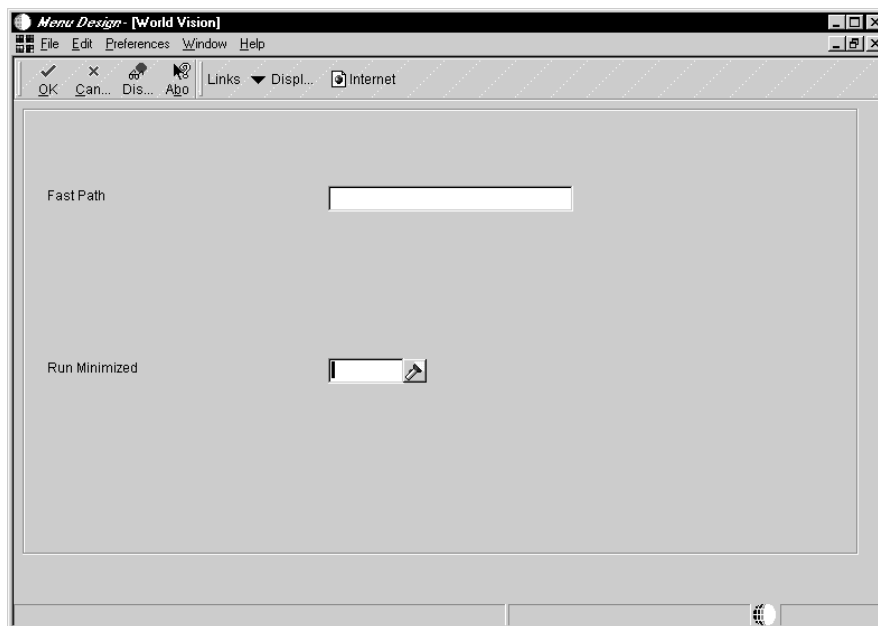 Menu Design - [World Vision]
File Edit Preferences Window Help
OK Can... Dis... Abo Links Displ... Internet
Fast Path
Run Minimized